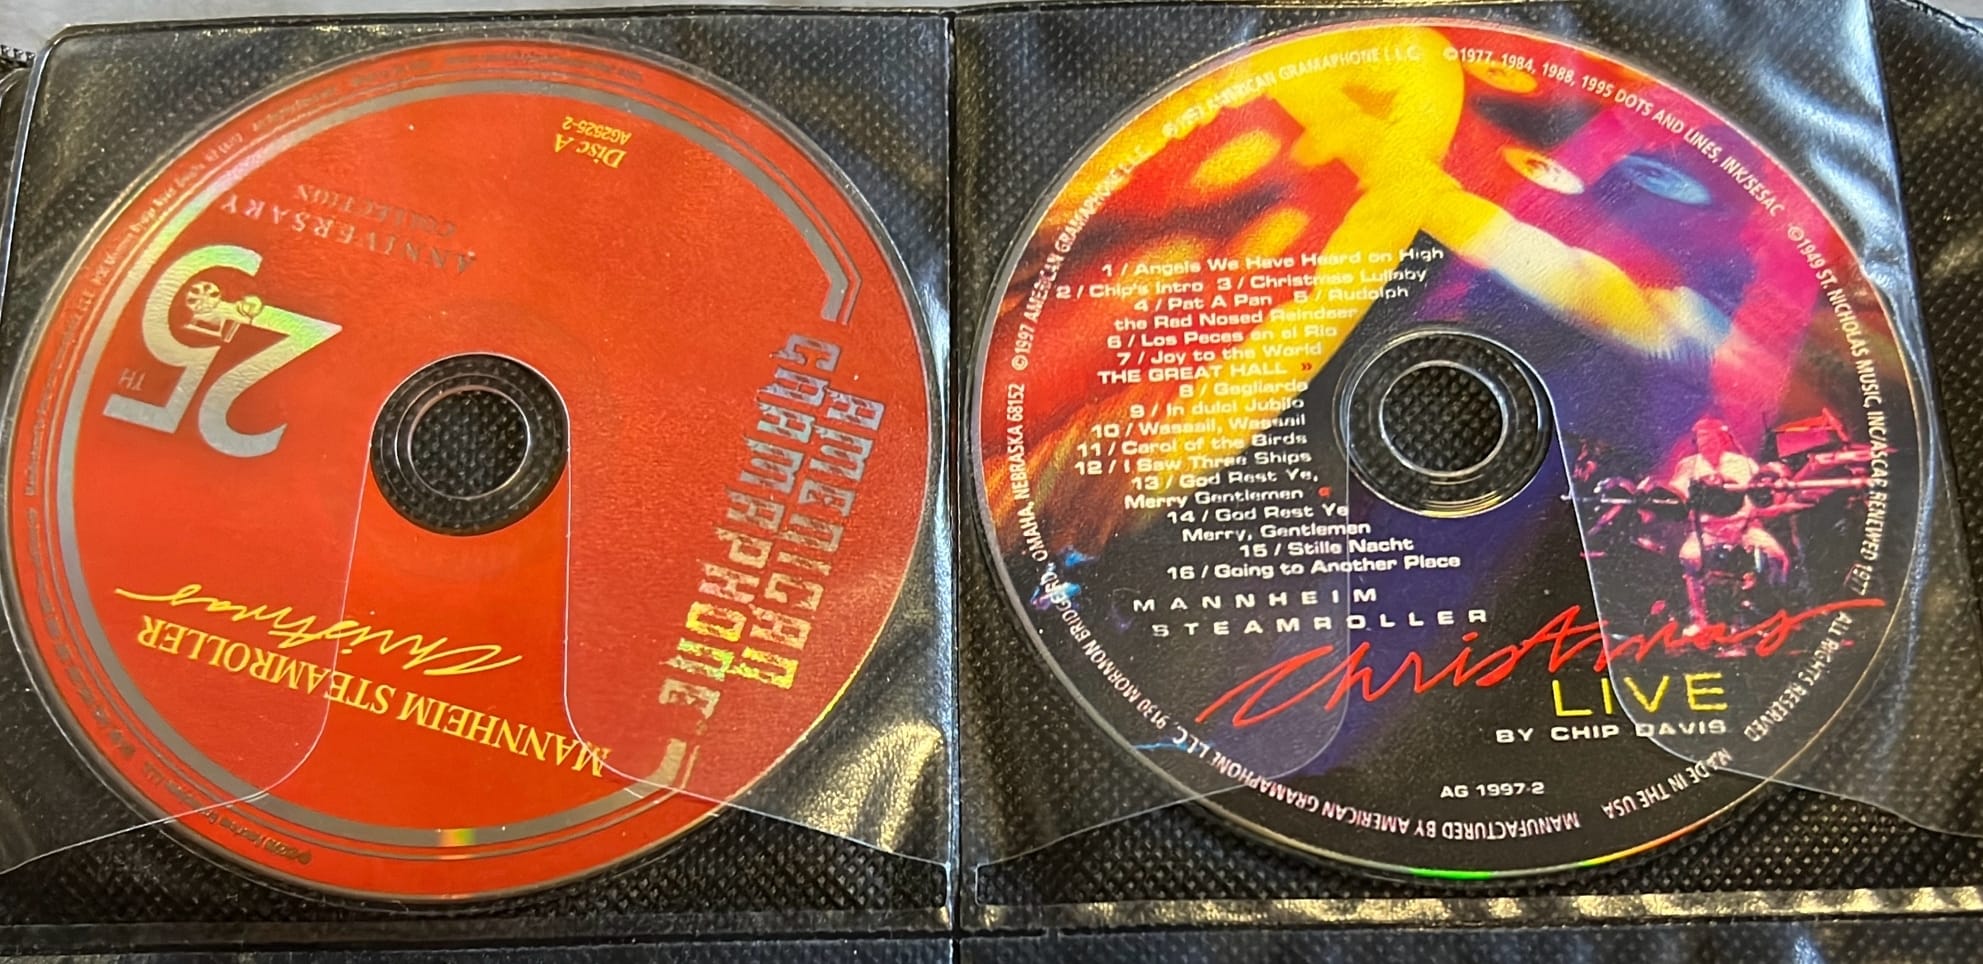 Disc A
AG2525-2
25
TH
ANNIVERSARY
COLLECTION
AMERICAN
GRAMAPHONE
MANNHEIM STEAMROLLER
Christmas
1 / Angels We Have Heard on High
2 / Chip's Intro 3 / Christmas Lullaby
4 / Pat A Pan 5 / Rudolph
the Red Nosed Reindeer
6 / Los Peces en el Rio
7 / Joy to the World
THE GREAT HALL »
8 / Gagliarda
9 / In dulci Jubilo
10 / Wassail, Wassail
11 / Carol of the Birds
12 / I Saw Three Ships
13 / God Rest Ye,
Merry Gentlemen «
14 / God Rest Ye
Merry, Gentlemen
15 / Stille Nacht
16 / Going to Another Place
MANNHEIM
STEAMROLLER
Christmas
LIVE
BY CHIP DAVIS
AG 1997-2
MANUFACTURED BY AMERICAN GRAMAPHONE L.L.C., 9130 MORMON BRIDGE RD., OMAHA, NEBRASKA 68152 ©1997 AMERICAN GRAMAPHONE L.L.C. ℗1997 AMERICAN GRAMAPHONE L.L.C. ©1977, 1984, 1988, 1995 DOTS AND LINES, INK/SESAC ©1949 ST. NICHOLAS MUSIC, INC/ASCAP RENEWED 1977 ALL RIGHTS RESERVED MADE IN THE USA